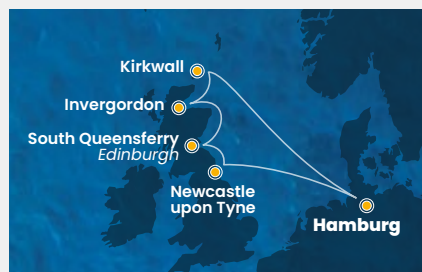 Kirkwall
Invergordon
South Queensferry
Edinburgh
Newcastle
upon Tyne
Hamburg